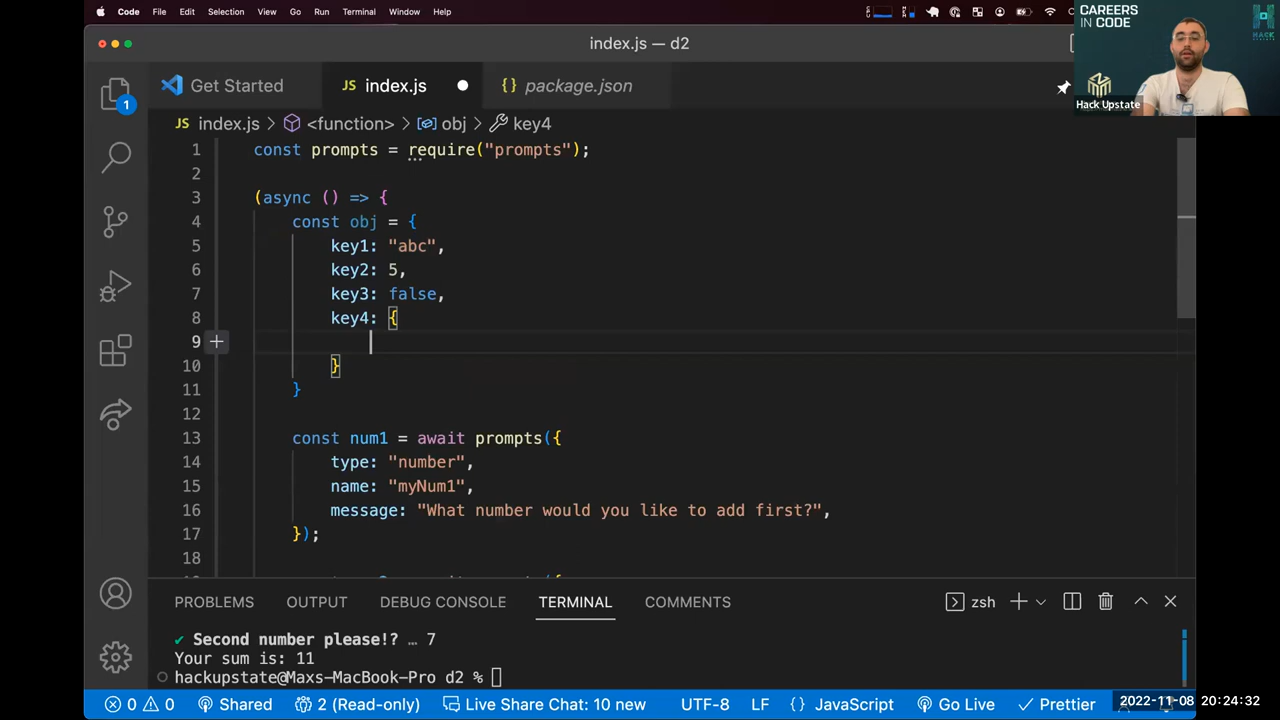 Code File Edit Selection View Go Run Terminal Window Help
CAREERS
IN CODE
HACK
UPSTATE
Hack Upstate
index.js — d2
Get Started
JS index.js
{} package.json
JS index.js > <function> > obj > key4
1 const prompts = require("prompts");
2
3 (async () => {
4 const obj = {
5 key1: "abc",
6 key2: 5,
7 key3: false,
8 key4: {
9
10 }
11 }
12
13 const num1 = await prompts({
14 type: "number",
15 name: "myNum1",
16 message: "What number would you like to add first?",
17 });
18
1
PROBLEMS OUTPUT DEBUG CONSOLE TERMINAL COMMENTS
zsh
✔ Second number please!? … 7
Your sum is: 11
hackupstate@Maxs-MacBook-Pro d2 %
0 0 Shared 2 (Read-only) Live Share Chat: 10 new UTF-8 LF {} JavaScript Go Live Prettier
2022-11-08 20:24:32